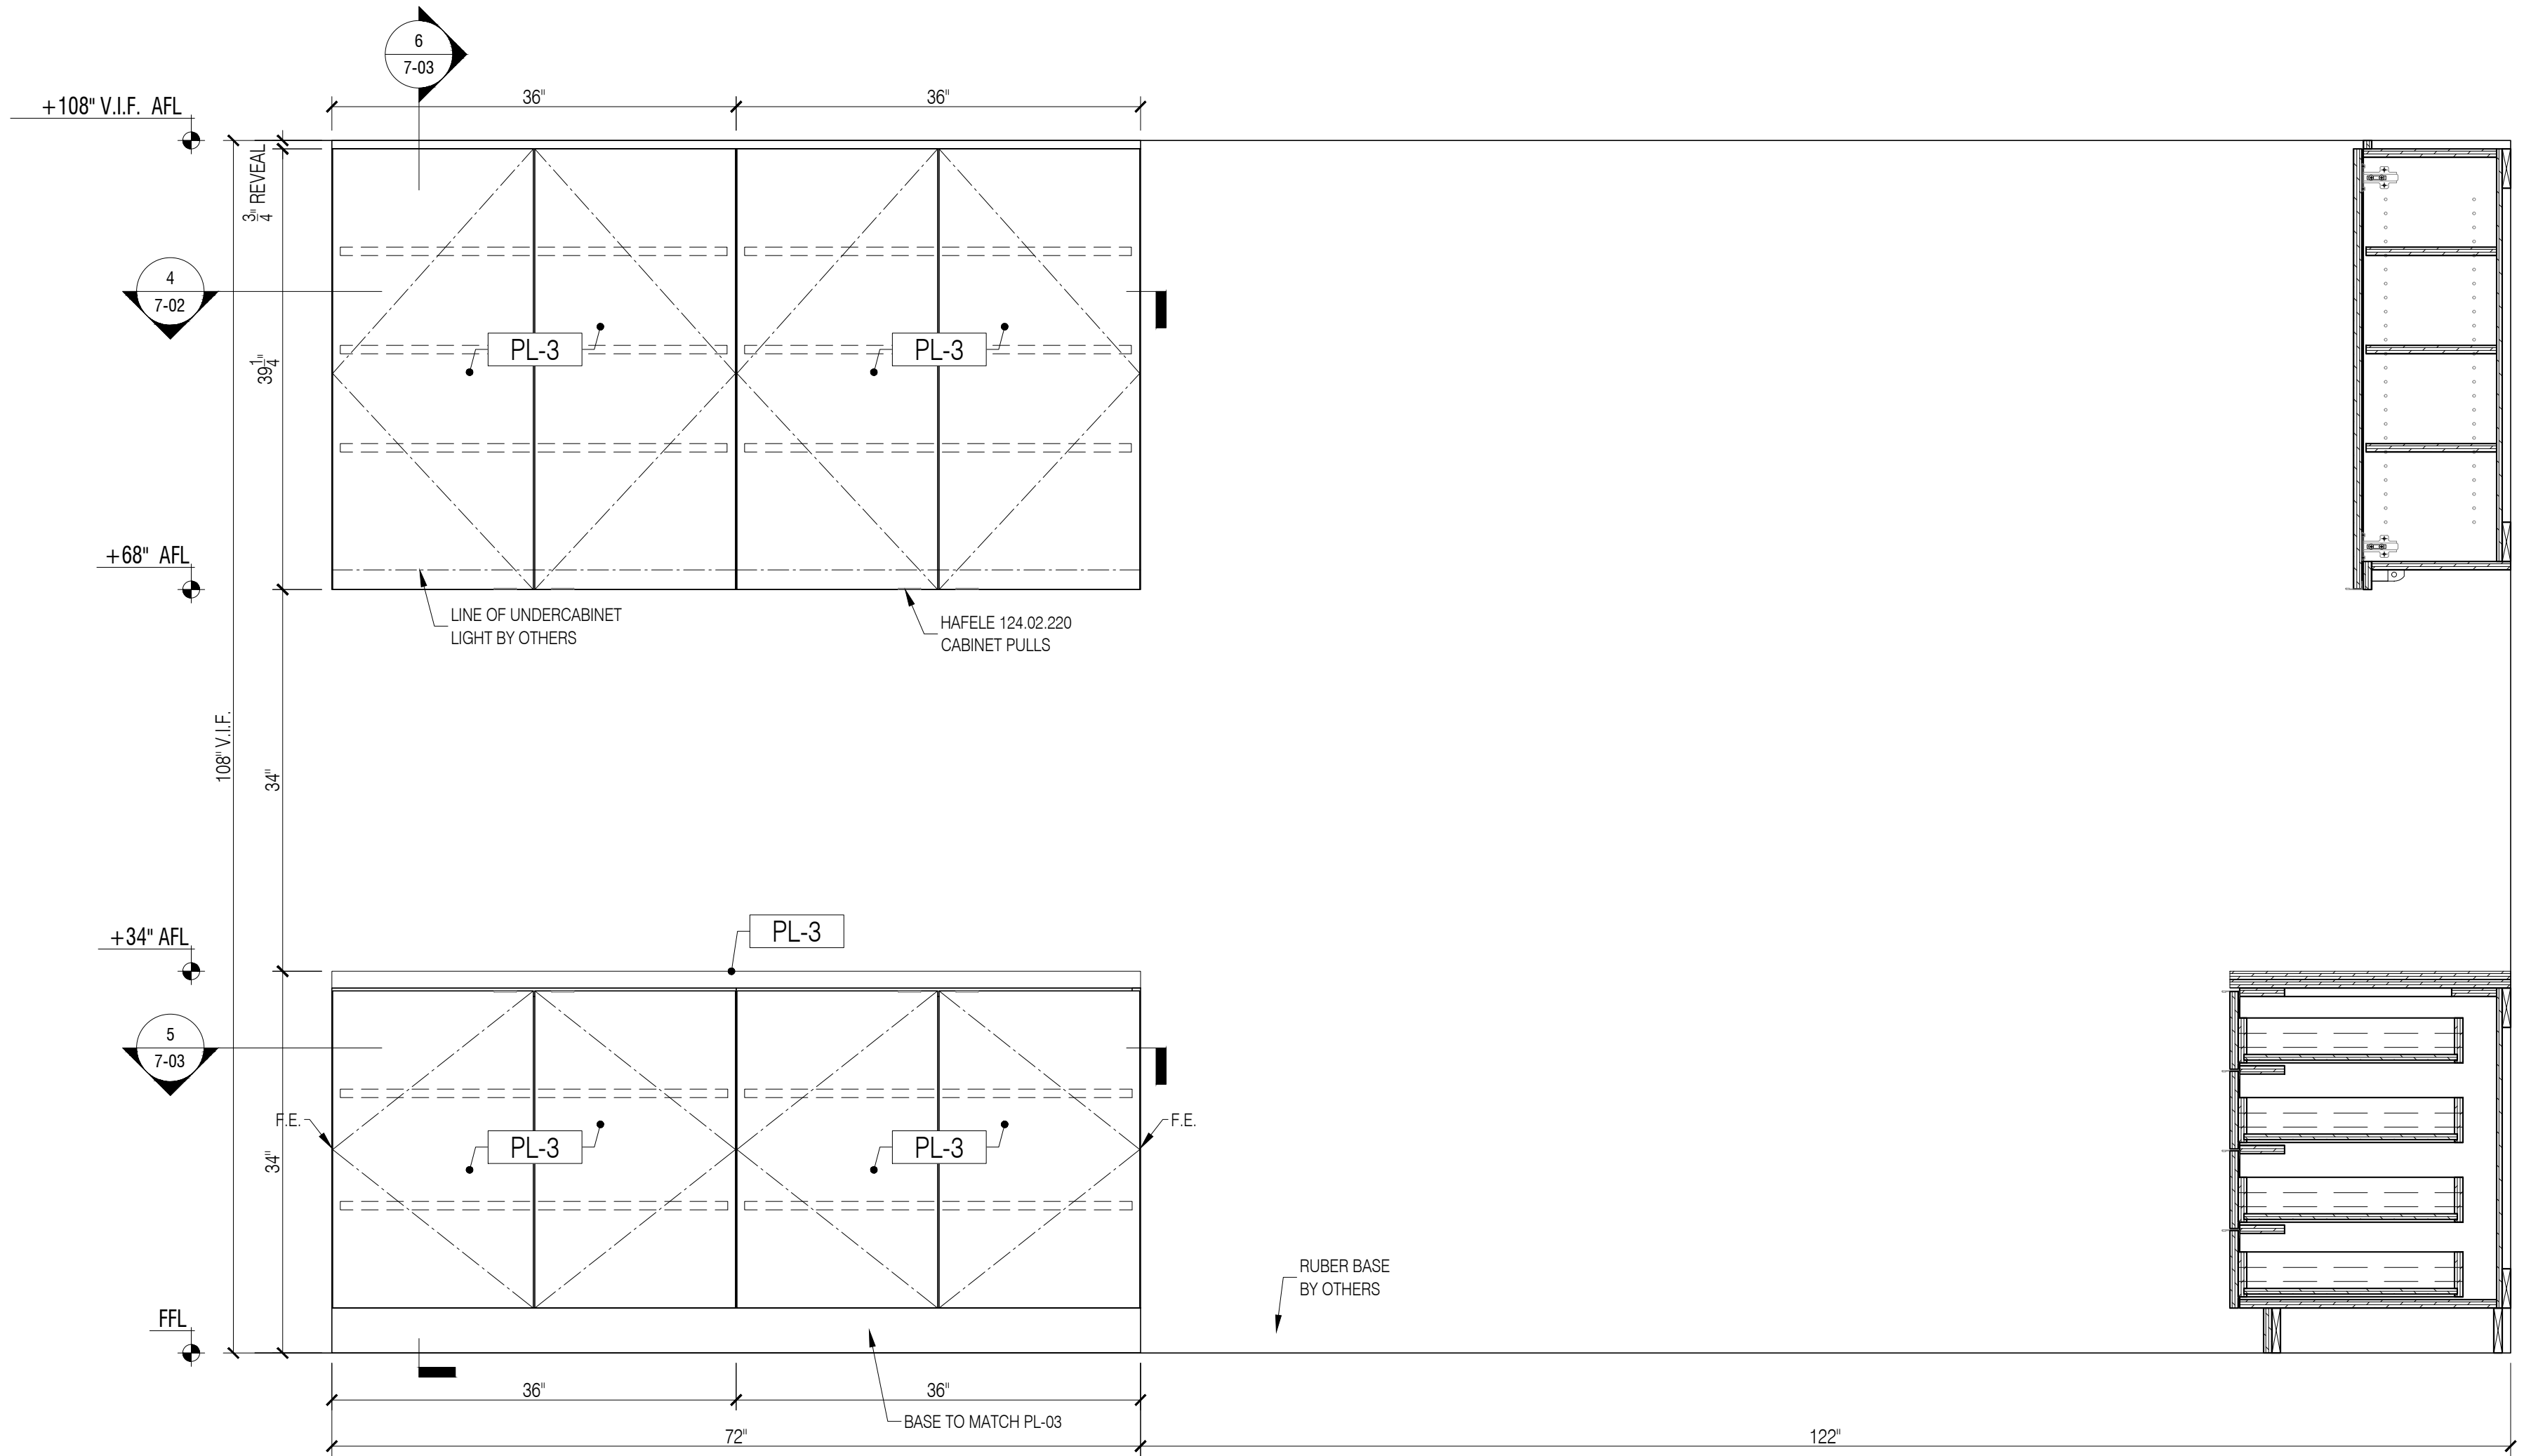 6
7-03
36"
36"
+108" V.I.F. AFL
3/4" REVEAL
4
7-02
PL-3
PL-3
39 1/4"
+68" AFL
LINE OF UNDERCABINET
LIGHT BY OTHERS
HAFELE 124.02.220
CABINET PULLS
108" V.I.F.
34"
PL-3
+34" AFL
5
7-03
F.E.
F.E.
PL-3
PL-3
34"
RUBER BASE
BY OTHERS
FFL
36"
36"
BASE TO MATCH PL-03
72"
122"